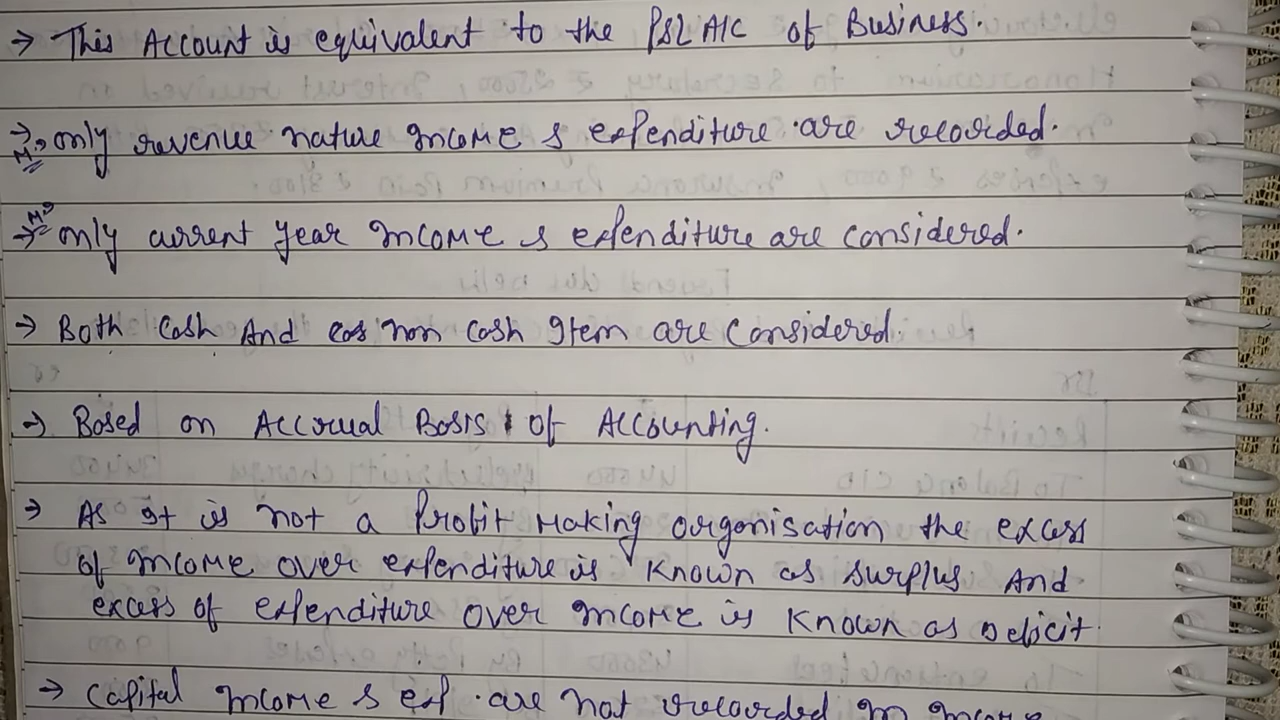 → This Account is equivalent to the P&L A/C of Business.
→ only revenue nature Income & expenditure are recorded.
→ only current year Income & expenditure are considered.
→ Both Cash And non cash Item are considered.
→ Based on Accrual Basis of Accounting.
→ As It is not a Profit Making organisation the excess
of income over expenditure is known as surplus And
excess of expenditure over income is known as Deficit.
→ Capital Income & exp. are not recorded In Income